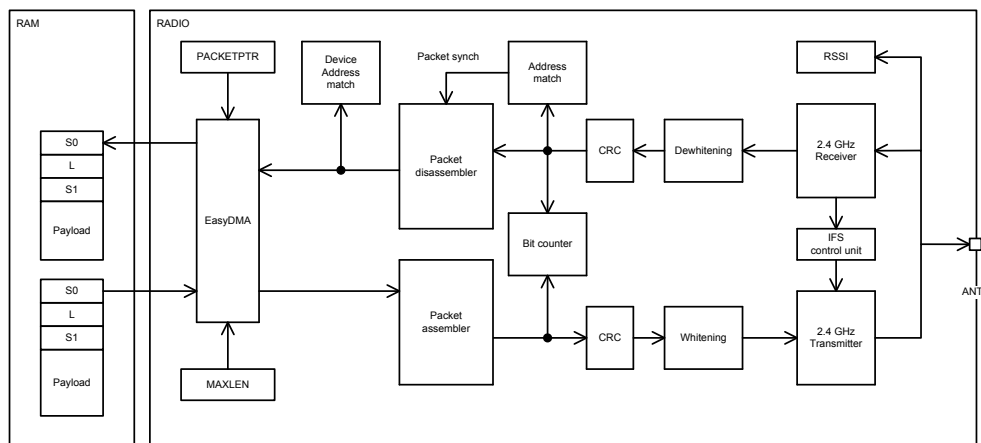 RAM
RADIO
PACKETPTR
Device
Address
match
Packet synch
Address
match
RSSI
S0
L
S1
Payload
EasyDMA
Packet
disassembler
CRC
Dewhitening
2.4 GHz
Receiver
Bit counter
IFS
control unit
ANT
S0
L
S1
Payload
Packet
assembler
CRC
Whitening
2.4 GHz
Transmitter
MAXLEN